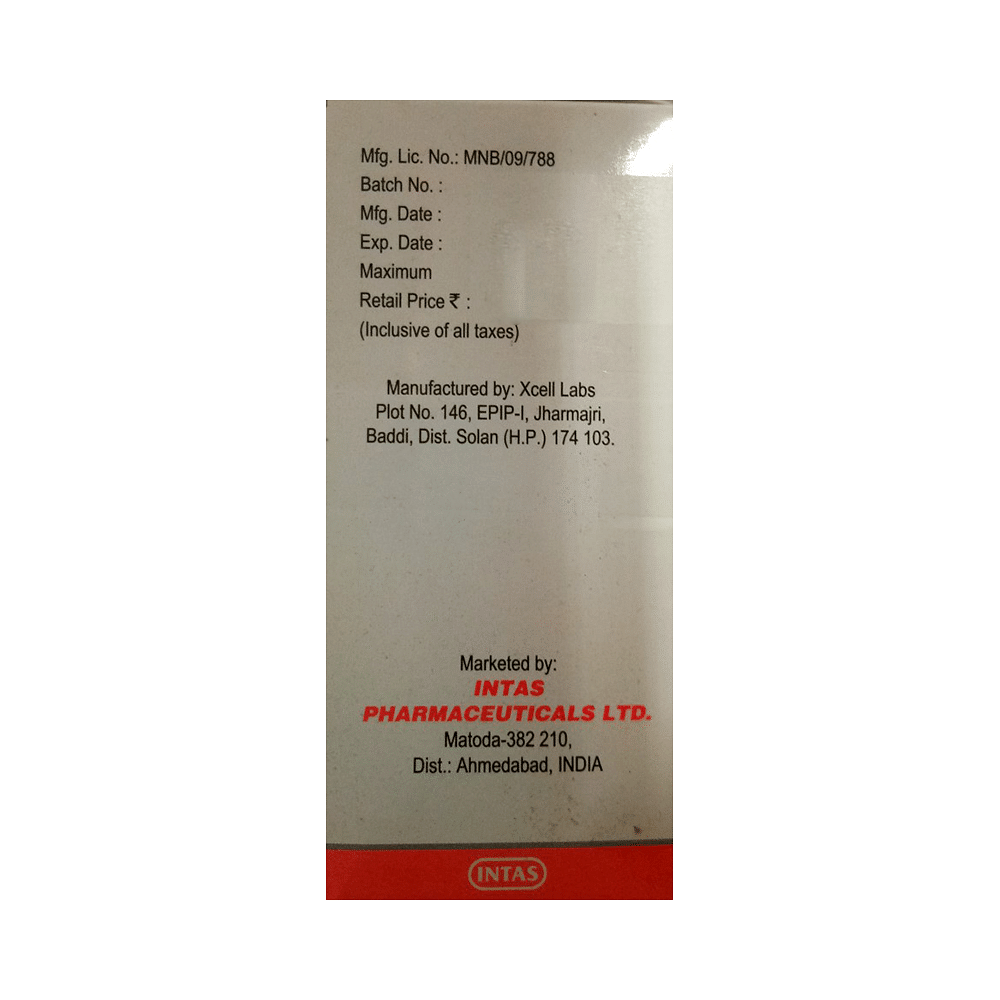 Mfg. Lic. No.: MNB/09/788
Batch No. :
Mfg. Date :
Exp. Date :
Maximum
Retail Price ₹ :
(Inclusive of all taxes)
Manufactured by: Xcell Labs
Plot No. 146, EPIP-I, Jharmajri,
Baddi, Dist. Solan (H.P.) 174 103.
Marketed by:
INTAS
PHARMACEUTICALS LTD.
Matoda-382 210,
Dist.: Ahmedabad, INDIA
INTAS